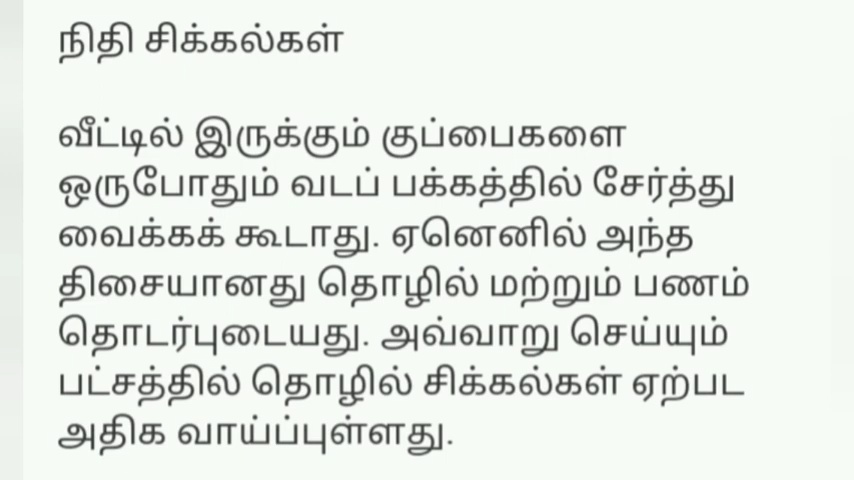 நிதி சிக்கல்கள்
வீட்டில் இருக்கும் குப்பைகளை
ஒருபோதும் வடப் பக்கத்தில் சேர்த்து
வைக்கக் கூடாது. ஏனெனில் அந்த
திசையானது தொழில் மற்றும் பணம்
தொடர்புடையது. அவ்வாறு செய்யும்
பட்சத்தில் தொழில் சிக்கல்கள் ஏற்பட
அதிக வாய்ப்புள்ளது.